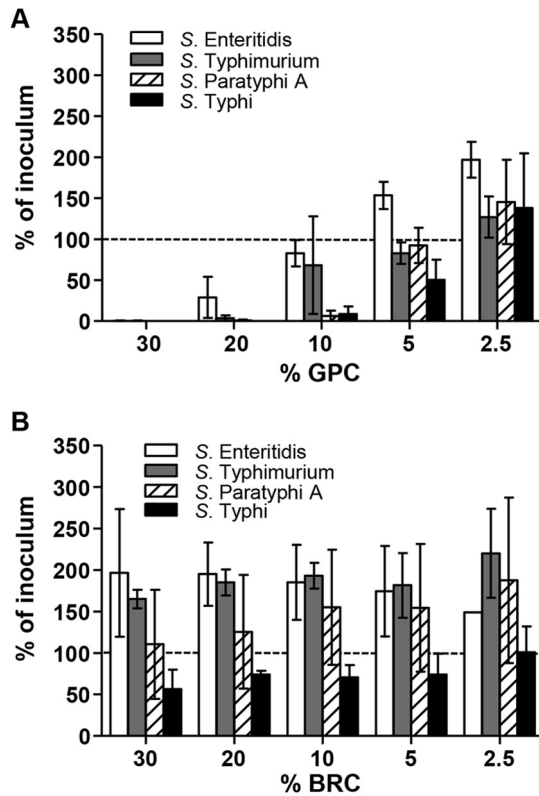 A
S. Enteritidis
S. Typhimurium
S. Paratyphi A
S. Typhi
350
300
250
200
150
100
50
0
% of inoculum
30 20 10 5 2.5
% GPC
B
S. Enteritidis
S. Typhimurium
S. Paratyphi A
S. Typhi
350
300
250
200
150
100
50
0
% of inoculum
30 20 10 5 2.5
% BRC